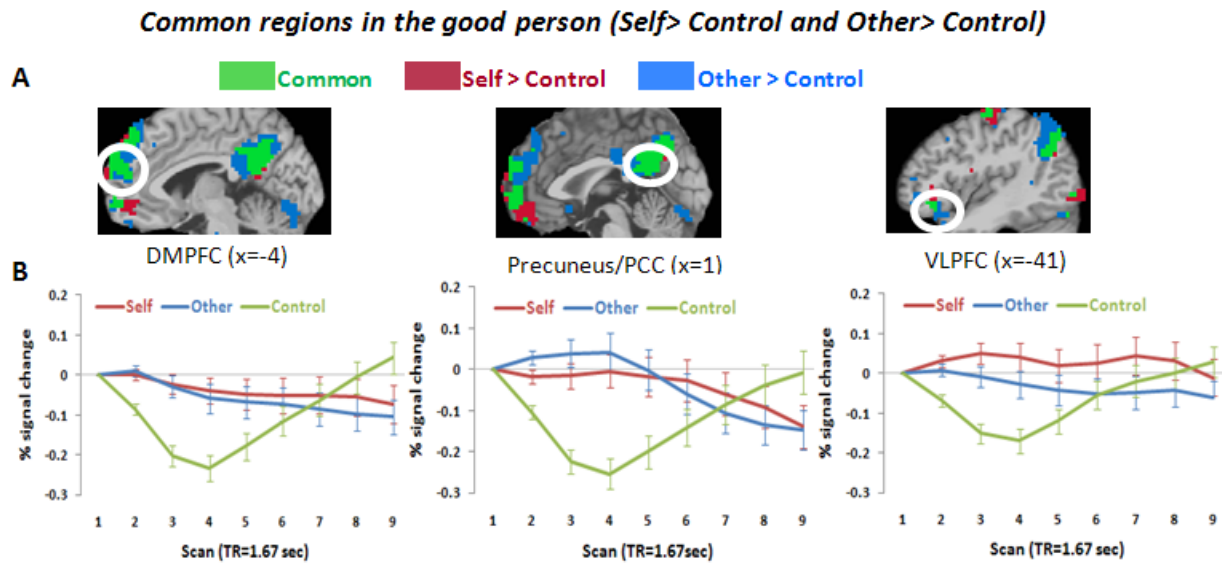 Common regions in the good person (Self> Control and Other> Control)
A
Common Self > Control Other > Control
DMPFC (x=-4) Precuneus/PCC (x=1) VLPFC (x=-41)
B
Self Other Control
% signal change
0.2
0.1
0
-0.1
-0.2
-0.3
1 2 3 4 5 6 7 8 9
Scan (TR=1.67 sec)
Self Other Control
% signal change
0.2
0.1
0
-0.1
-0.2
-0.3
1 2 3 4 5 6 7 8 9
Scan (TR=1.67sec)
Self Other Control
% signal change
0.2
0.1
0
-0.1
-0.2
-0.3
1 2 3 4 5 6 7 8 9
Scan (TR=1.67 sec)